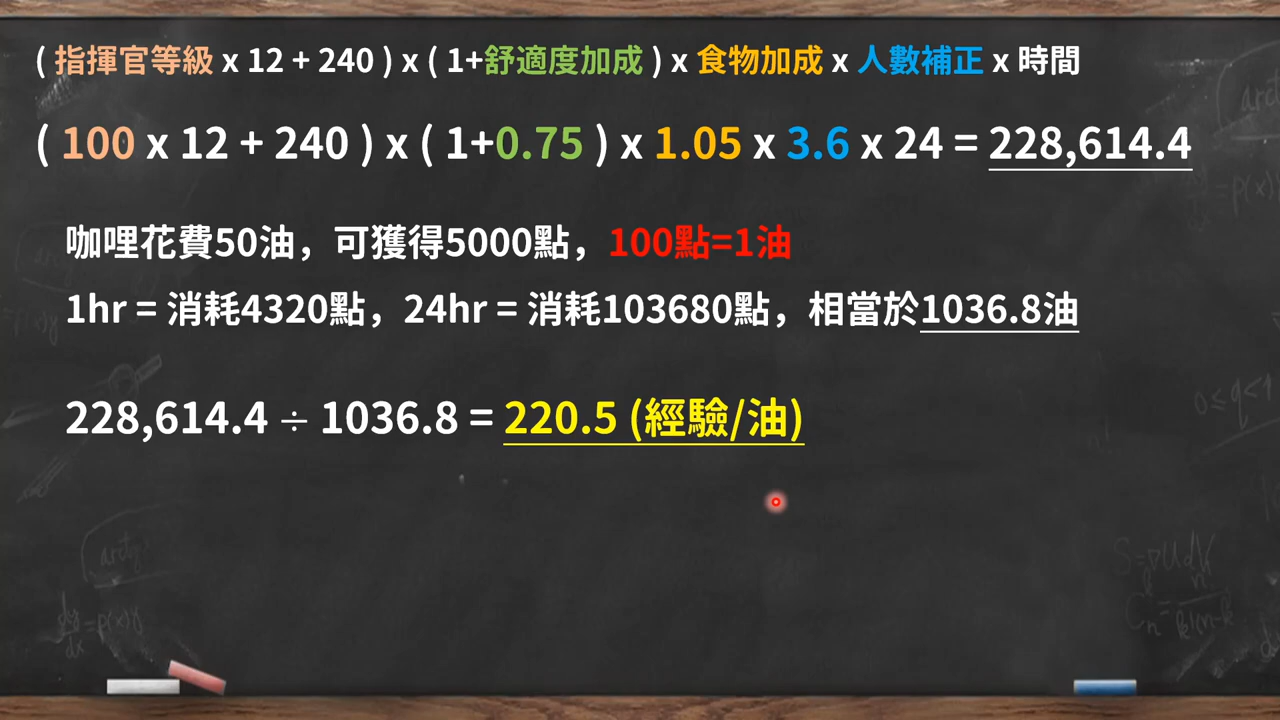 ( 指揮官等級 x 12 + 240 ) x ( 1+舒適度加成 ) x 食物加成 x 人數補正 x 時間
( 100 x 12 + 240 ) x ( 1+0.75 ) x 1.05 x 3.6 x 24 = 228,614.4
咖哩花費50油，可獲得5000點，100點=1油
1hr = 消耗4320點，24hr = 消耗103680點，相當於1036.8油
228,614.4 ÷ 1036.8 = 220.5 (經驗/油)